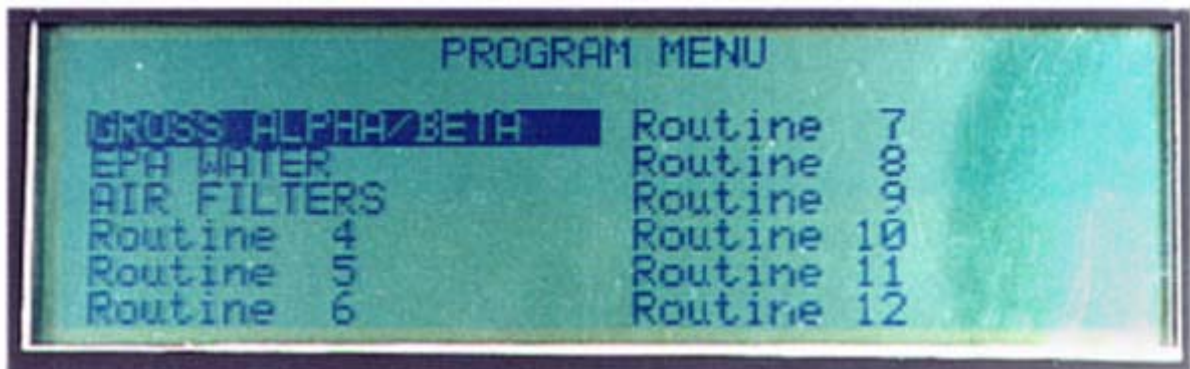 PROGRAM MENU
GROSS ALPHA/BETA
EPA WATER
AIR FILTERS
Routine 4
Routine 5
Routine 6
Routine 7
Routine 8
Routine 9
Routine 10
Routine 11
Routine 12